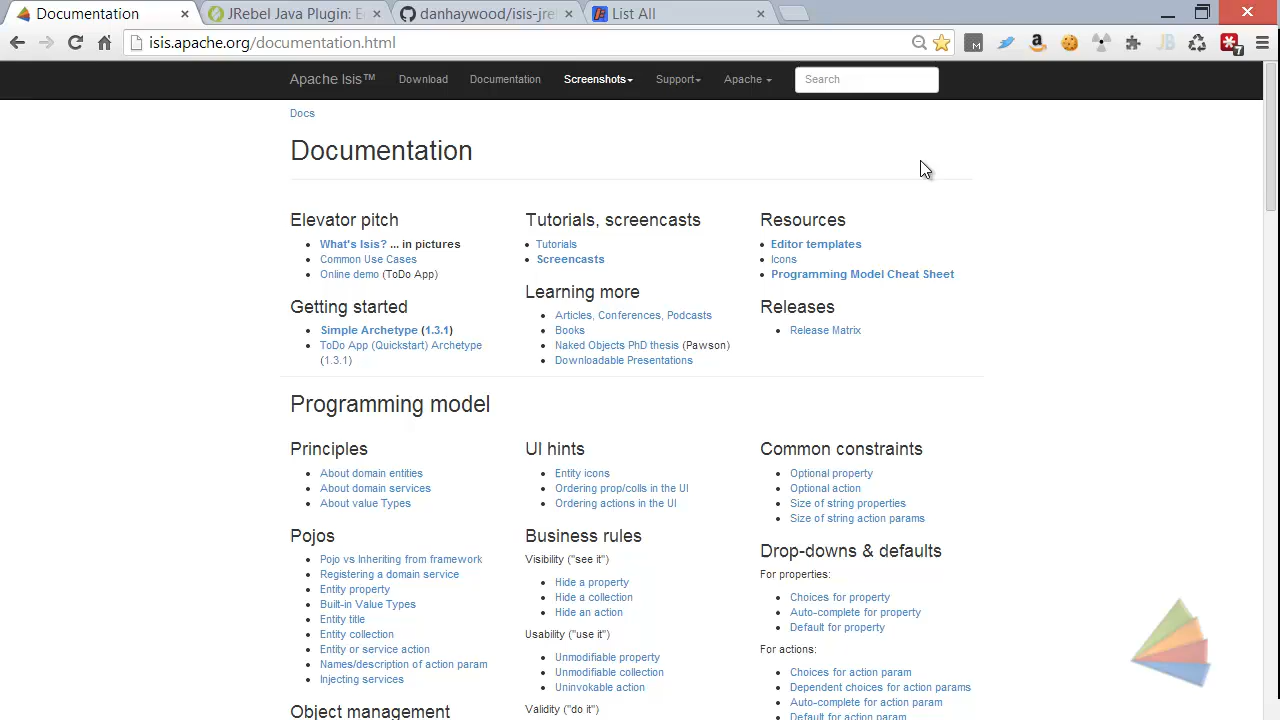 Documentation
JRebel Java Plugin: E
danhaywood/isis-jre
List All
isis.apache.org/documentation.html
M
JB
7
Apache Isis™
Download
Documentation
Screenshots
Support
Apache
Search
Docs
Documentation
Elevator pitch
What's Isis? ... in pictures
Common Use Cases
Online demo (ToDo App)
Getting started
Simple Archetype (1.3.1)
ToDo App (Quickstart) Archetype
(1.3.1)
Tutorials, screencasts
Tutorials
Screencasts
Learning more
Articles, Conferences, Podcasts
Books
Naked Objects PhD thesis (Pawson)
Downloadable Presentations
Resources
Editor templates
Icons
Programming Model Cheat Sheet
Releases
Release Matrix
Programming model
Principles
About domain entities
About domain services
About value Types
Pojos
Pojo vs Inheriting from framework
Registering a domain service
Entity property
Built-in Value Types
Entity title
Entity collection
Entity or service action
Names/description of action param
Injecting services
Object management
UI hints
Entity icons
Ordering prop/colls in the UI
Ordering actions in the UI
Business rules
Visibility ("see it")
Hide a property
Hide a collection
Hide an action
Usability ("use it")
Unmodifiable property
Unmodifiable collection
Uninvokable action
Validity ("do it")
Common constraints
Optional property
Optional action
Size of string properties
Size of string action params
Drop-downs & defaults
For properties:
Choices for property
Auto-complete for property
Default for property
For actions:
Choices for action param
Dependent choices for action params
Auto-complete for action param
Default for action param